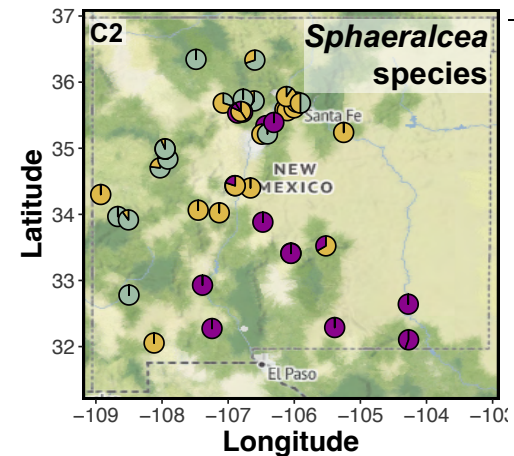 C2
Sphaeralcea
species
37
36
35
34
33
32
Latitude
Santa Fe
NEW
MEXICO
El Paso
−109 −108 −107 −106 −105 −104
Longitude